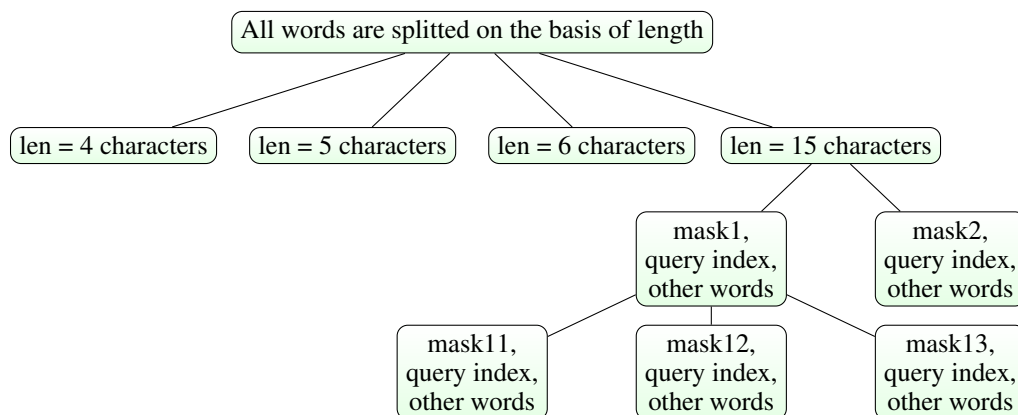 All words are splitted on the basis of length
len = 4 characters
len = 5 characters
len = 6 characters
len = 15 characters
mask1,
query index,
other words
mask2,
query index,
other words
mask11,
query index,
other words
mask12,
query index,
other words
mask13,
query index,
other words